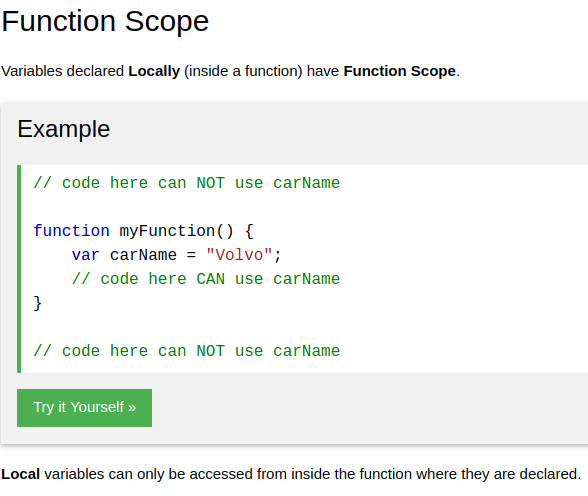 Function Scope
Variables declared Locally (inside a function) have Function Scope.
Example
// code here can NOT use carName
function myFunction() {
    var carName = "Volvo";
    // code here CAN use carName
}
// code here can NOT use carName
Try it Yourself »
Local variables can only be accessed from inside the function where they are declared.